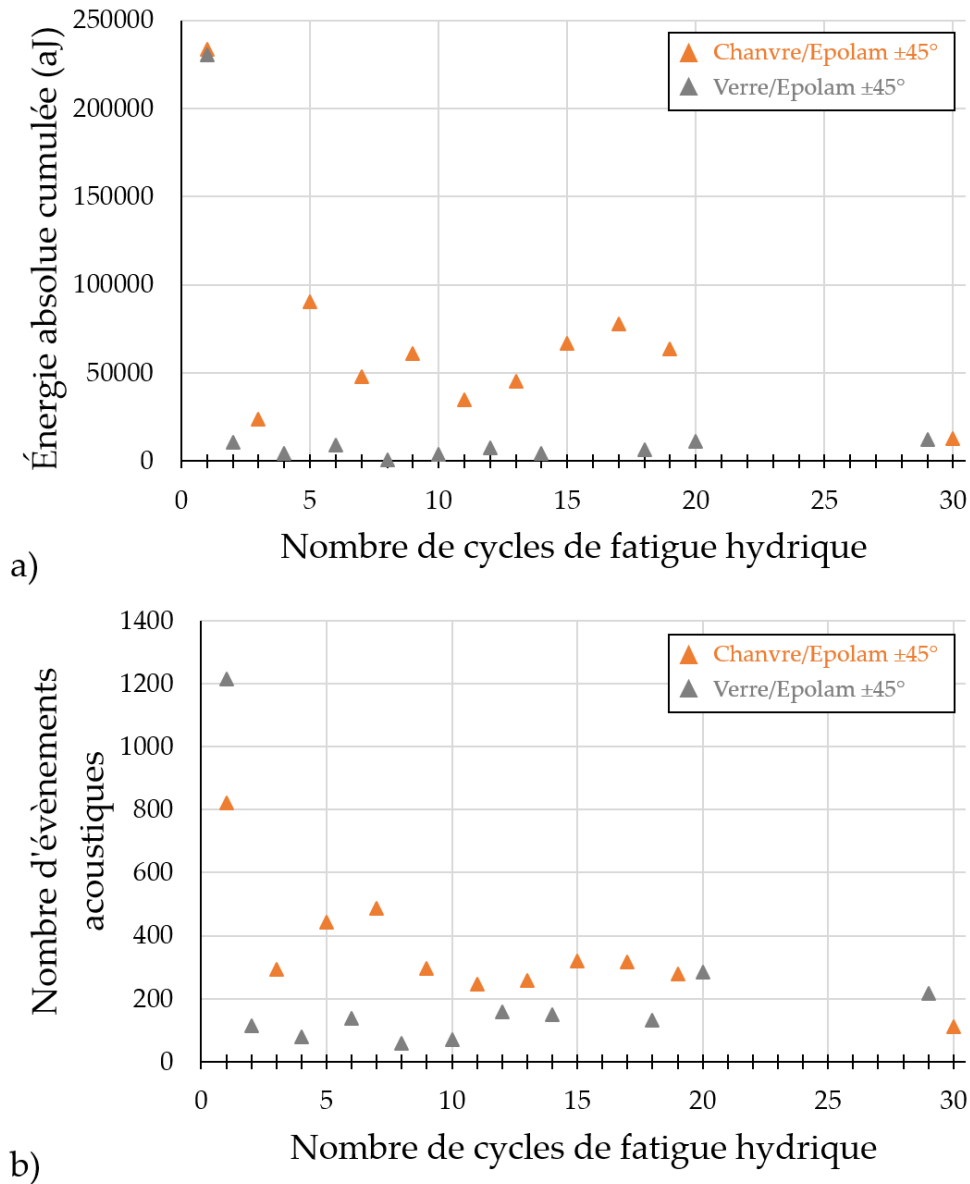 250000
200000
150000
100000
50000
0
Énergie absolue cumulée (aJ)
Chanvre/Epolam ±45°
Verre/Epolam ±45°
0 5 10 15 20 25 30
Nombre de cycles de fatigue hydrique
a)
1400
1200
1000
800
600
400
200
0
Nombre d'évènements
acoustiques
Chanvre/Epolam ±45°
Verre/Epolam ±45°
0 5 10 15 20 25 30
Nombre de cycles de fatigue hydrique
b)